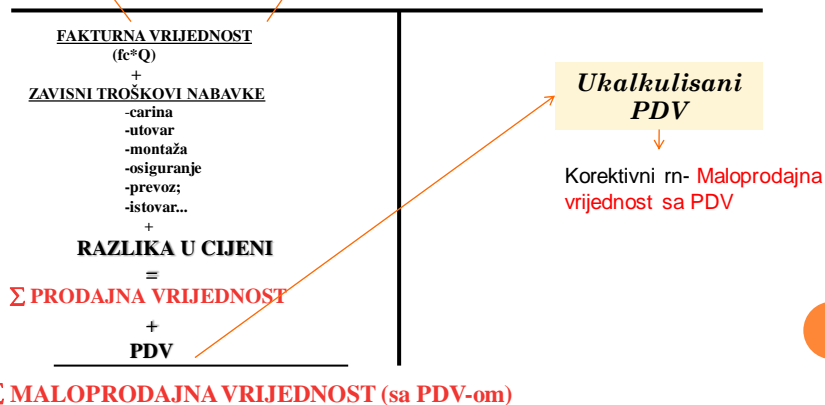 FAKTURNA VRIJEDNOST
(fc*Q)
+
ZAVISNI TROŠKOVI NABAVKE
-carina
-utovar
-montaža
-osiguranje
-prevoz;
-istovar...
+
RAZLIKA U CIJENI
=
∑ PRODAJNA VRIJEDNOST
+
PDV
∑ MALOPRODAJNA VRIJEDNOST (sa PDV-om)
Ukalkulisani
PDV
Korektivni rn- Maloprodajna
vrijednost sa PDV